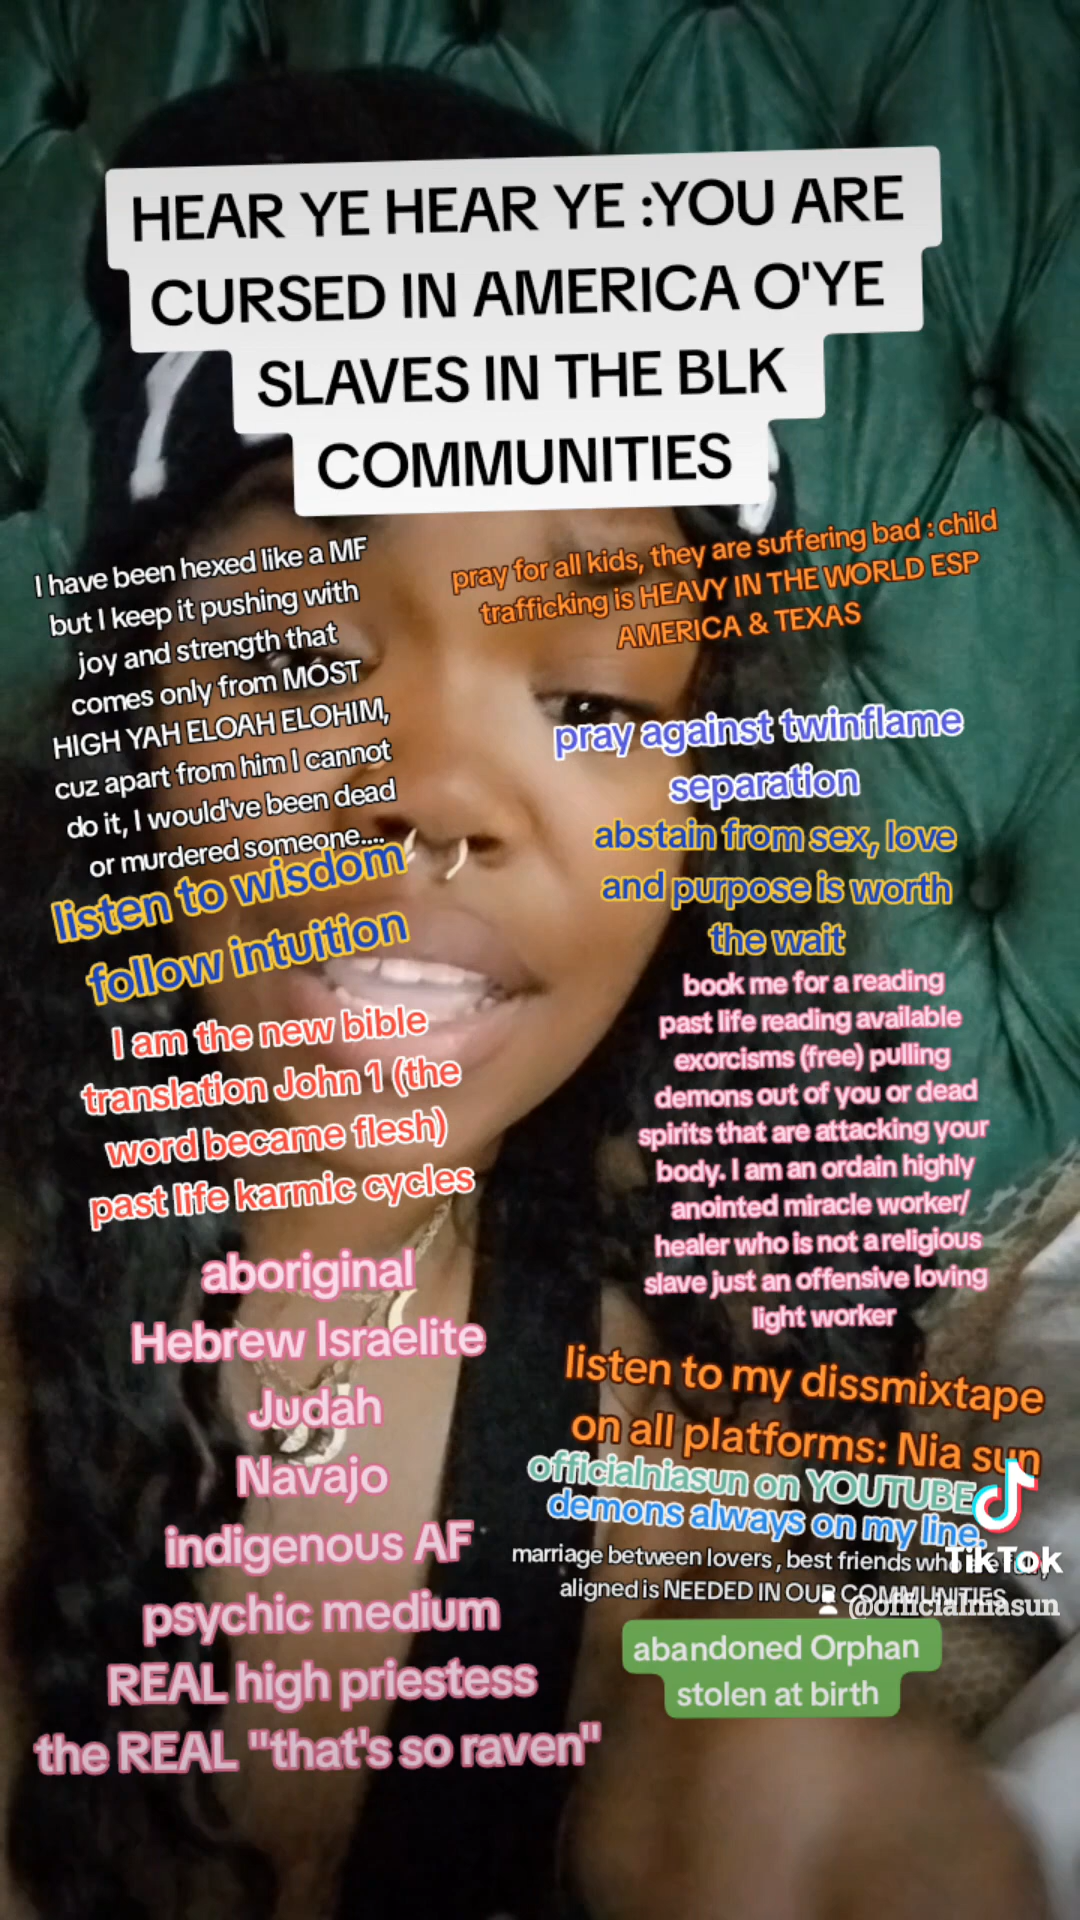 HEAR YE HEAR YE :YOU ARE
CURSED IN AMERICA O'YE
SLAVES IN THE BLK
COMMUNITIES
I have been hexed like a MF
but I keep it pushing with
joy and strength that
comes only from MOST
HIGH YAH ELOAH ELOHIM,
cuz apart from him I cannot
do it, I would've been dead
or murdered someone....
listen to wisdom
follow intuition
I am the new bible
translation John 1 (the
word became flesh)
past life karmic cycles
aboriginal
Hebrew Israelite
Judah
Navajo
indigenous AF
psychic medium
REAL high priestess
the REAL "that's so raven"
pray for all kids, they are suffering bad : child
trafficking is HEAVY IN THE WORLD ESP
AMERICA & TEXAS
pray against twinflame
separation
abstain from sex, love
and purpose is worth
the wait
book me for a reading
past life reading available
exorcisms (free) pulling
demons out of you or dead
spirits that are attacking your
body. I am an ordain highly
anointed miracle worker/
healer who is not a religious
slave just an offensive loving
light worker
listen to my dissmixtape
on all platforms: Nia sun
officialniasun on YOUTUBE
demons always on my line.
marriage between lovers , best friends who
aligned is NEEDED IN OUR COMMUNITIES
TikTok
@officialniasun
abandoned Orphan
stolen at birth